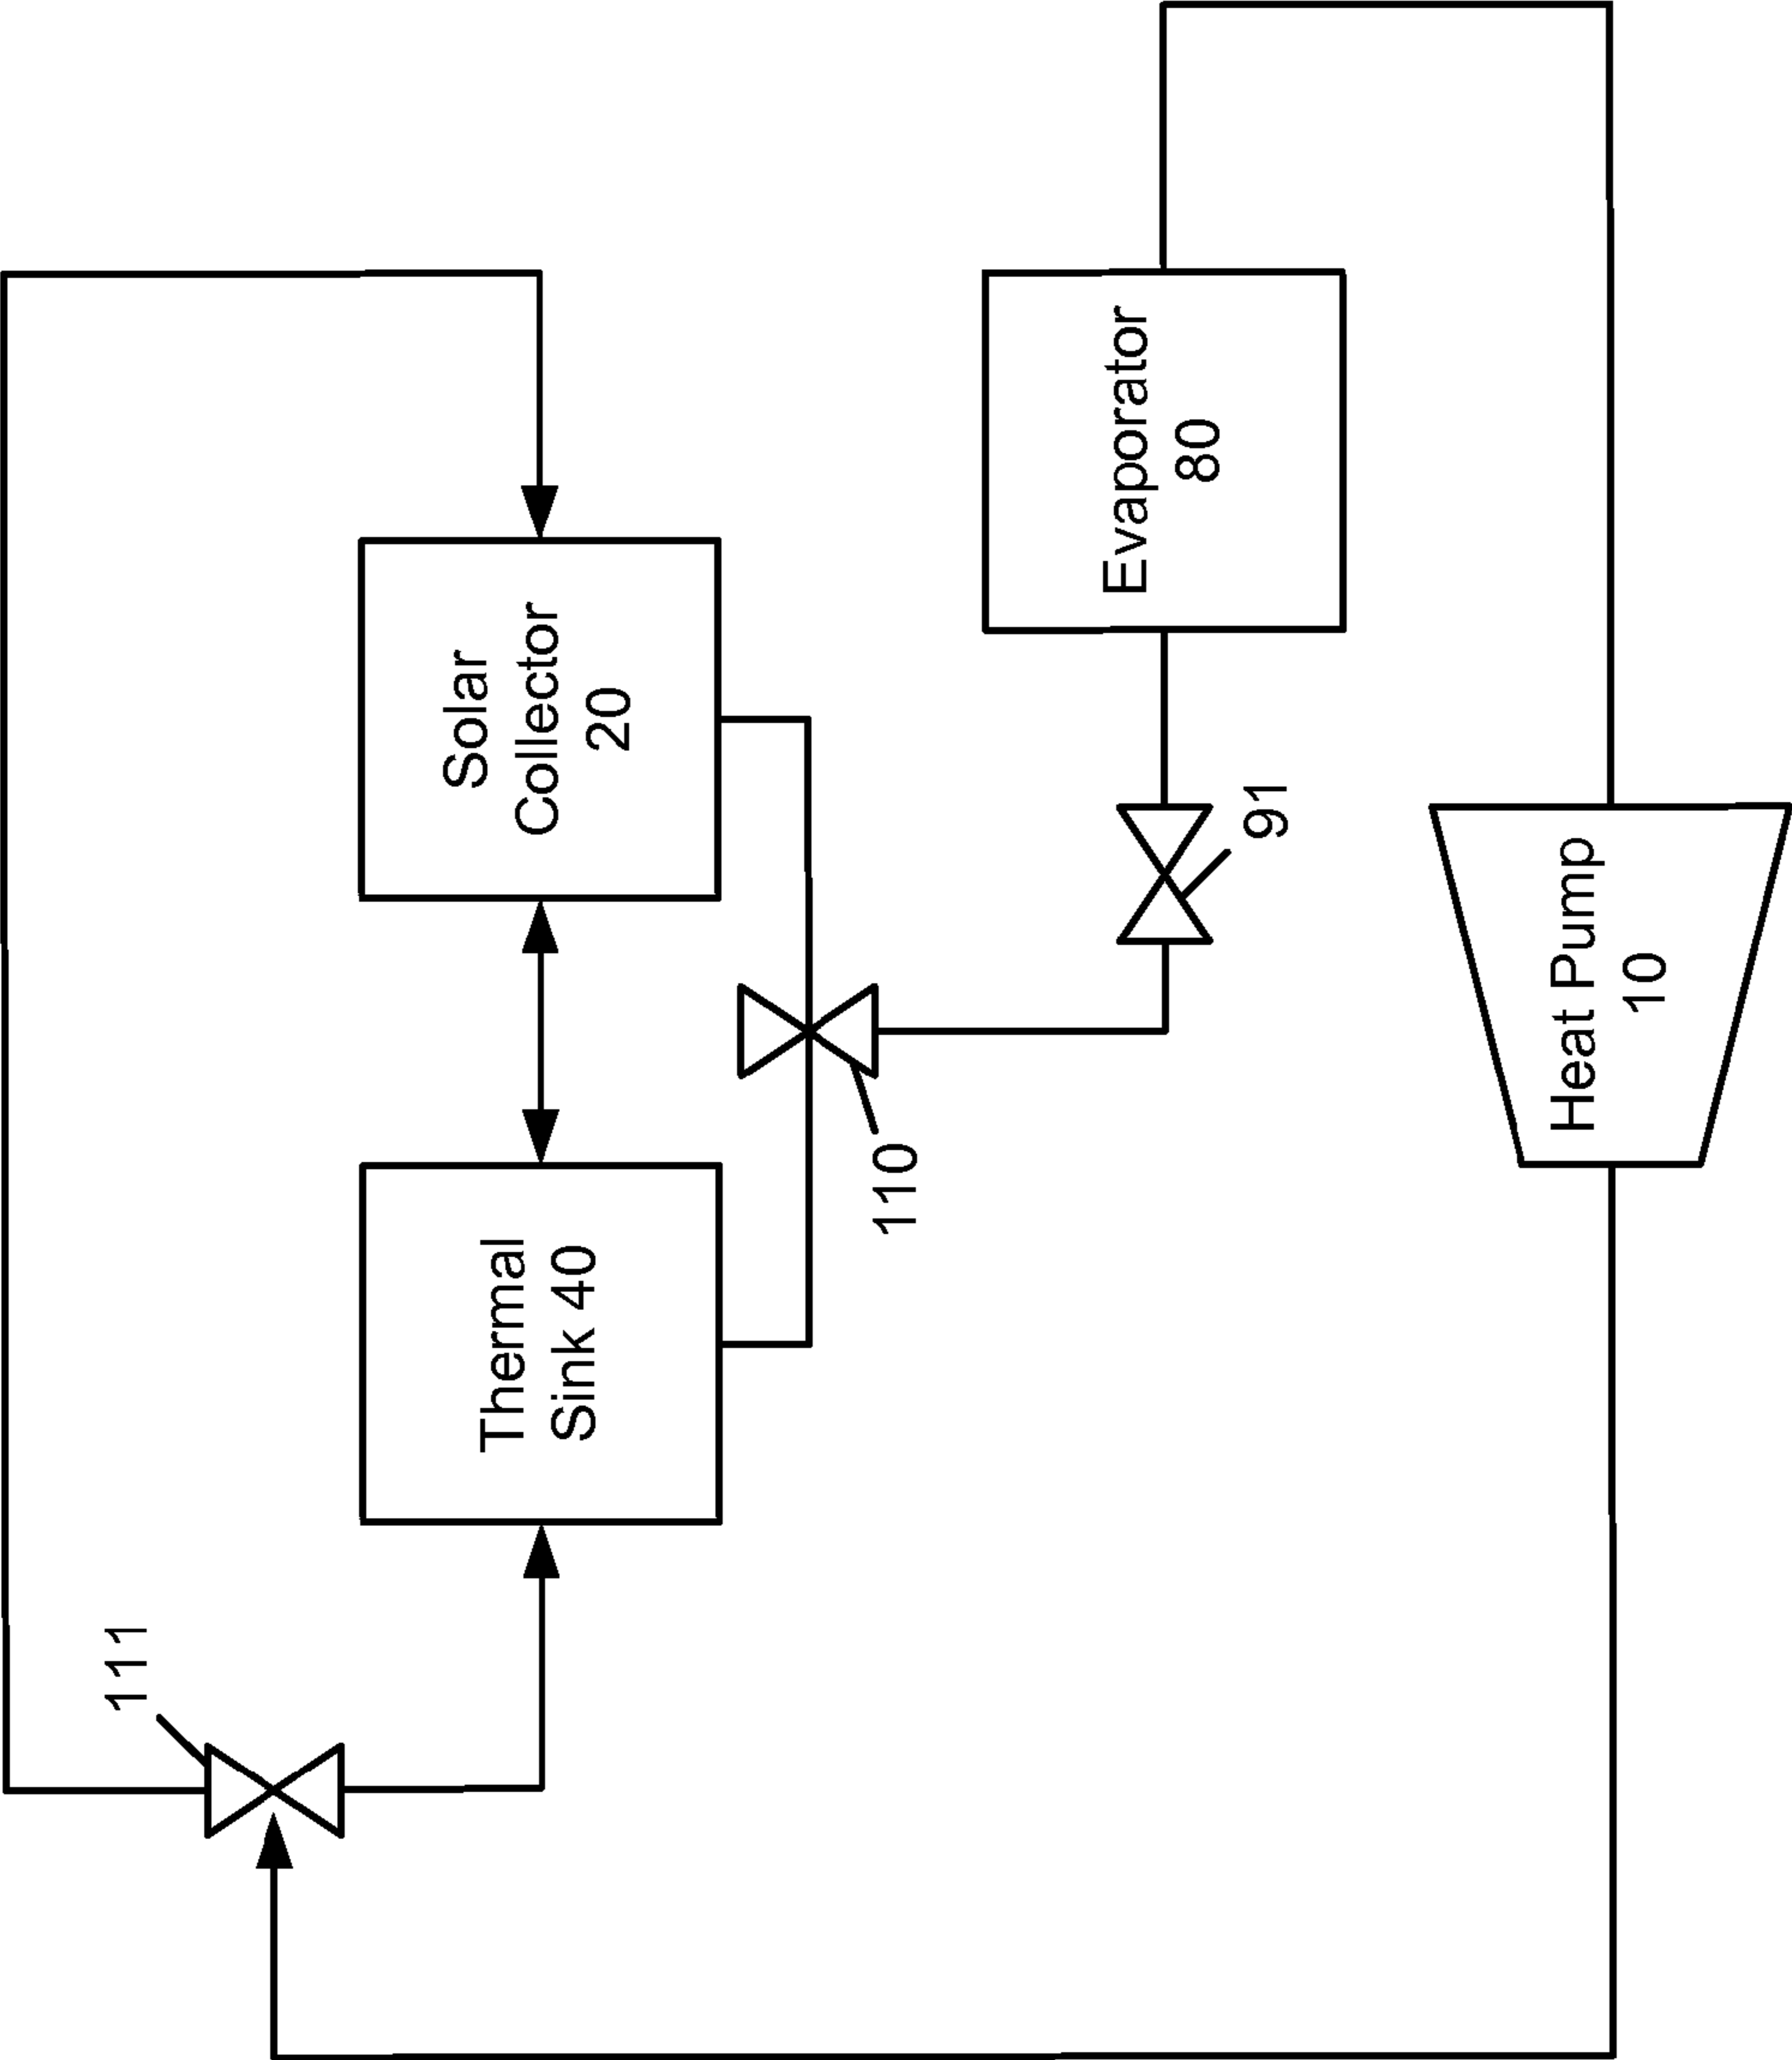 111
Thermal
Sink 40
Solar
Collector
20
110
91
Evaporator
80
Heat Pump
10